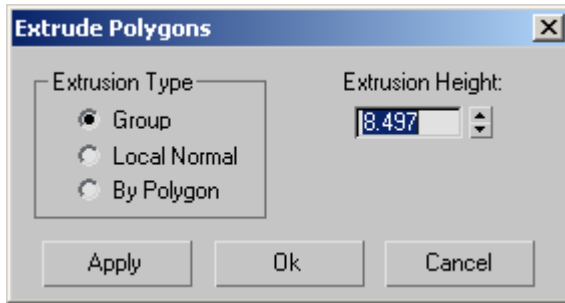 Extrude Polygons
Extrusion Type
Group
Local Normal
By Polygon
Extrusion Height:
8.497
Apply
Ok
Cancel